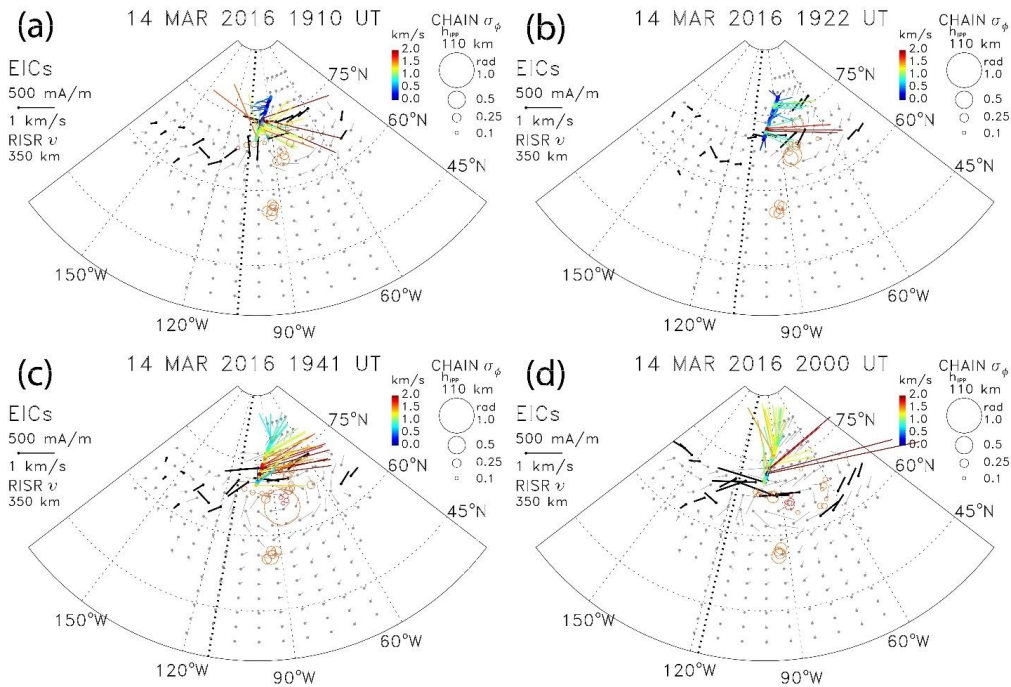 (a)
14 MAR 2016 1910 UT
CHAIN σφ
hIPP
110 km
km/s
2.0
1.5
1.0
0.5
0.0
rad
1.0
0.5
0.25
0.1
EICs
500 mA/m
1 km/s
RISR v
350 km
75°N
60°N
45°N
150°W
120°W
90°W
60°W
(b)
14 MAR 2016 1922 UT
CHAIN σφ
hIPP
110 km
km/s
2.0
1.5
1.0
0.5
0.0
rad
1.0
0.5
0.25
0.1
EICs
500 mA/m
1 km/s
RISR v
350 km
75°N
60°N
45°N
150°W
120°W
90°W
60°W
(c)
14 MAR 2016 1941 UT
CHAIN σφ
hIPP
110 km
km/s
2.0
1.5
1.0
0.5
0.0
rad
1.0
0.5
0.25
0.1
EICs
500 mA/m
1 km/s
RISR v
350 km
75°N
60°N
45°N
150°W
120°W
90°W
60°W
(d)
14 MAR 2016 2000 UT
CHAIN σφ
hIPP
110 km
km/s
2.0
1.5
1.0
0.5
0.0
rad
1.0
0.5
0.25
0.1
EICs
500 mA/m
1 km/s
RISR v
350 km
75°N
60°N
45°N
150°W
120°W
90°W
60°W